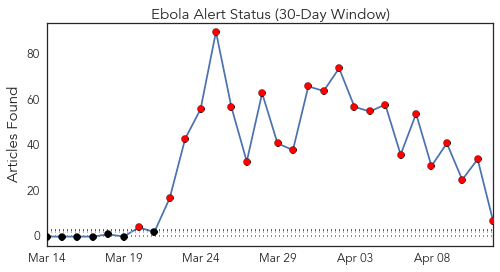 Ebola Alert Status (30-Day Window)
Articles Found
80
60
40
20
0
Mar 14 Mar 19 Mar 24 Mar 29 Apr 03 Apr 08